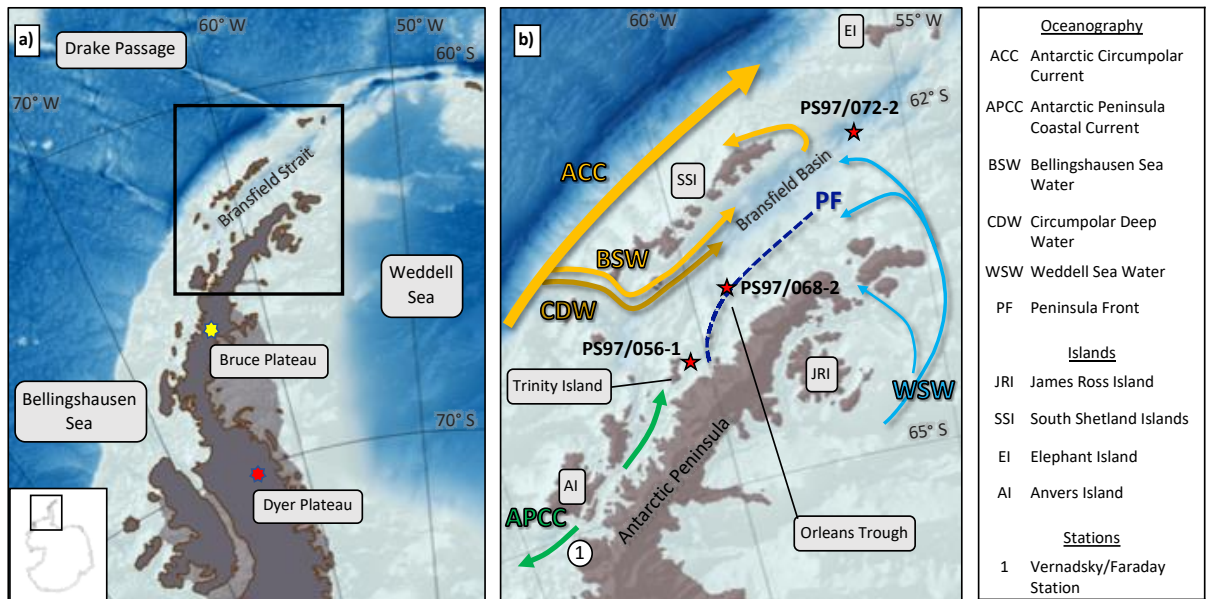 a)
60° W
50° W
Drake Passage
60° S
70° W
Bransfield Strait
Weddell
Sea
Bruce Plateau
Bellingshausen
Sea
70° S
Dyer Plateau
b)
60° W
EI
55° W
62° S
PS97/072-2
ACC
SSI
Bransfield Basin
PF
BSW
CDW
PS97/068-2
PS97/056-1
Trinity Island
JRI
WSW
65° S
Antarctic Peninsula
AI
APCC
Orleans Trough
1
Oceanography
ACC Antarctic Circumpolar
Current
APCC Antarctic Peninsula
Coastal Current
BSW Bellingshausen Sea
Water
CDW Circumpolar Deep
Water
WSW Weddell Sea Water
PF Peninsula Front
Islands
JRI James Ross Island
SSI South Shetland Islands
EI Elephant Island
AI Anvers Island
Stations
1 Vernadsky/Faraday
Station